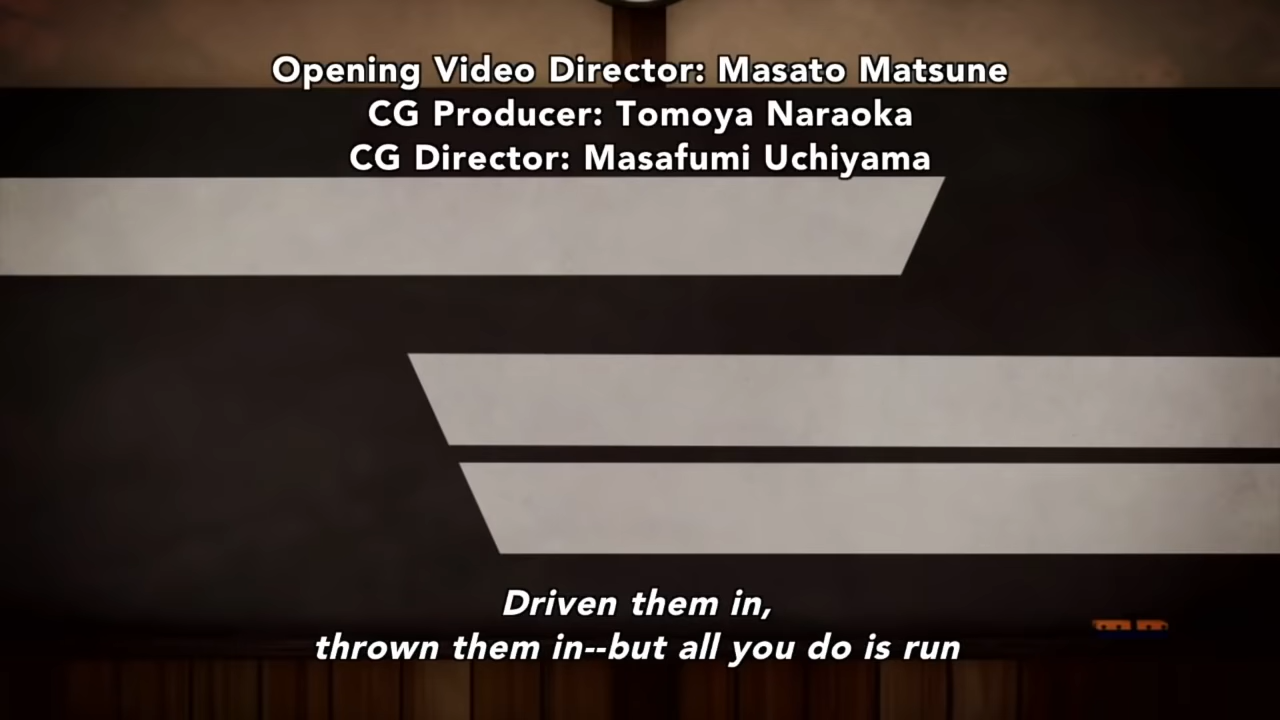 Opening Video Director: Masato Matsune
CG Producer: Tomoya Naraoka
CG Director: Masafumi Uchiyama
Driven them in,
thrown them in--but all you do is run